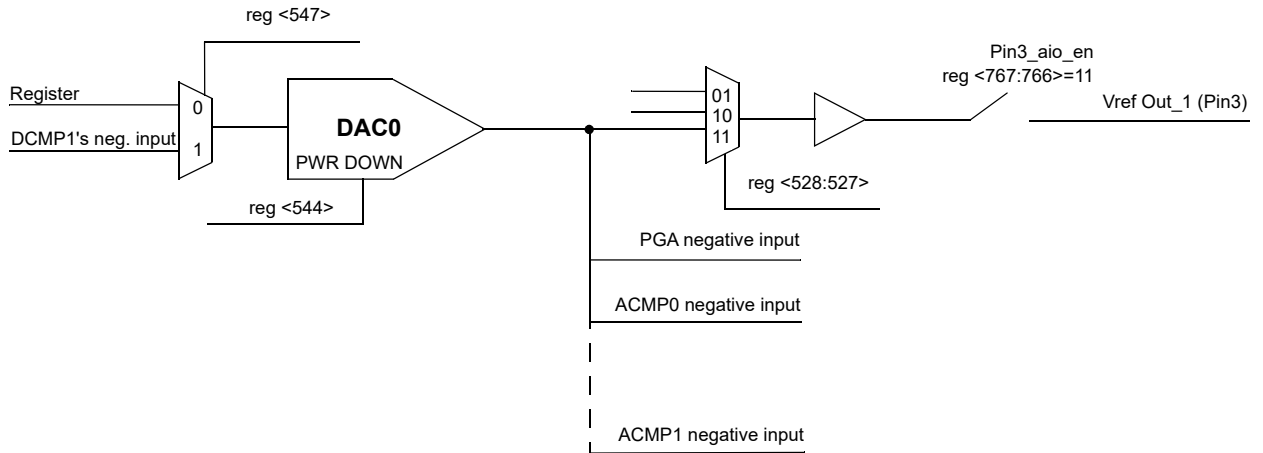 reg <547>
Register
0
DCMP1's neg. input
1
DAC0
PWR DOWN
reg <544>
01
10
11
reg <528:527>
Pin3_aio_en
reg <767:766>=11
Vref Out_1 (Pin3)
PGA negative input
ACMP0 negative input
ACMP1 negative input